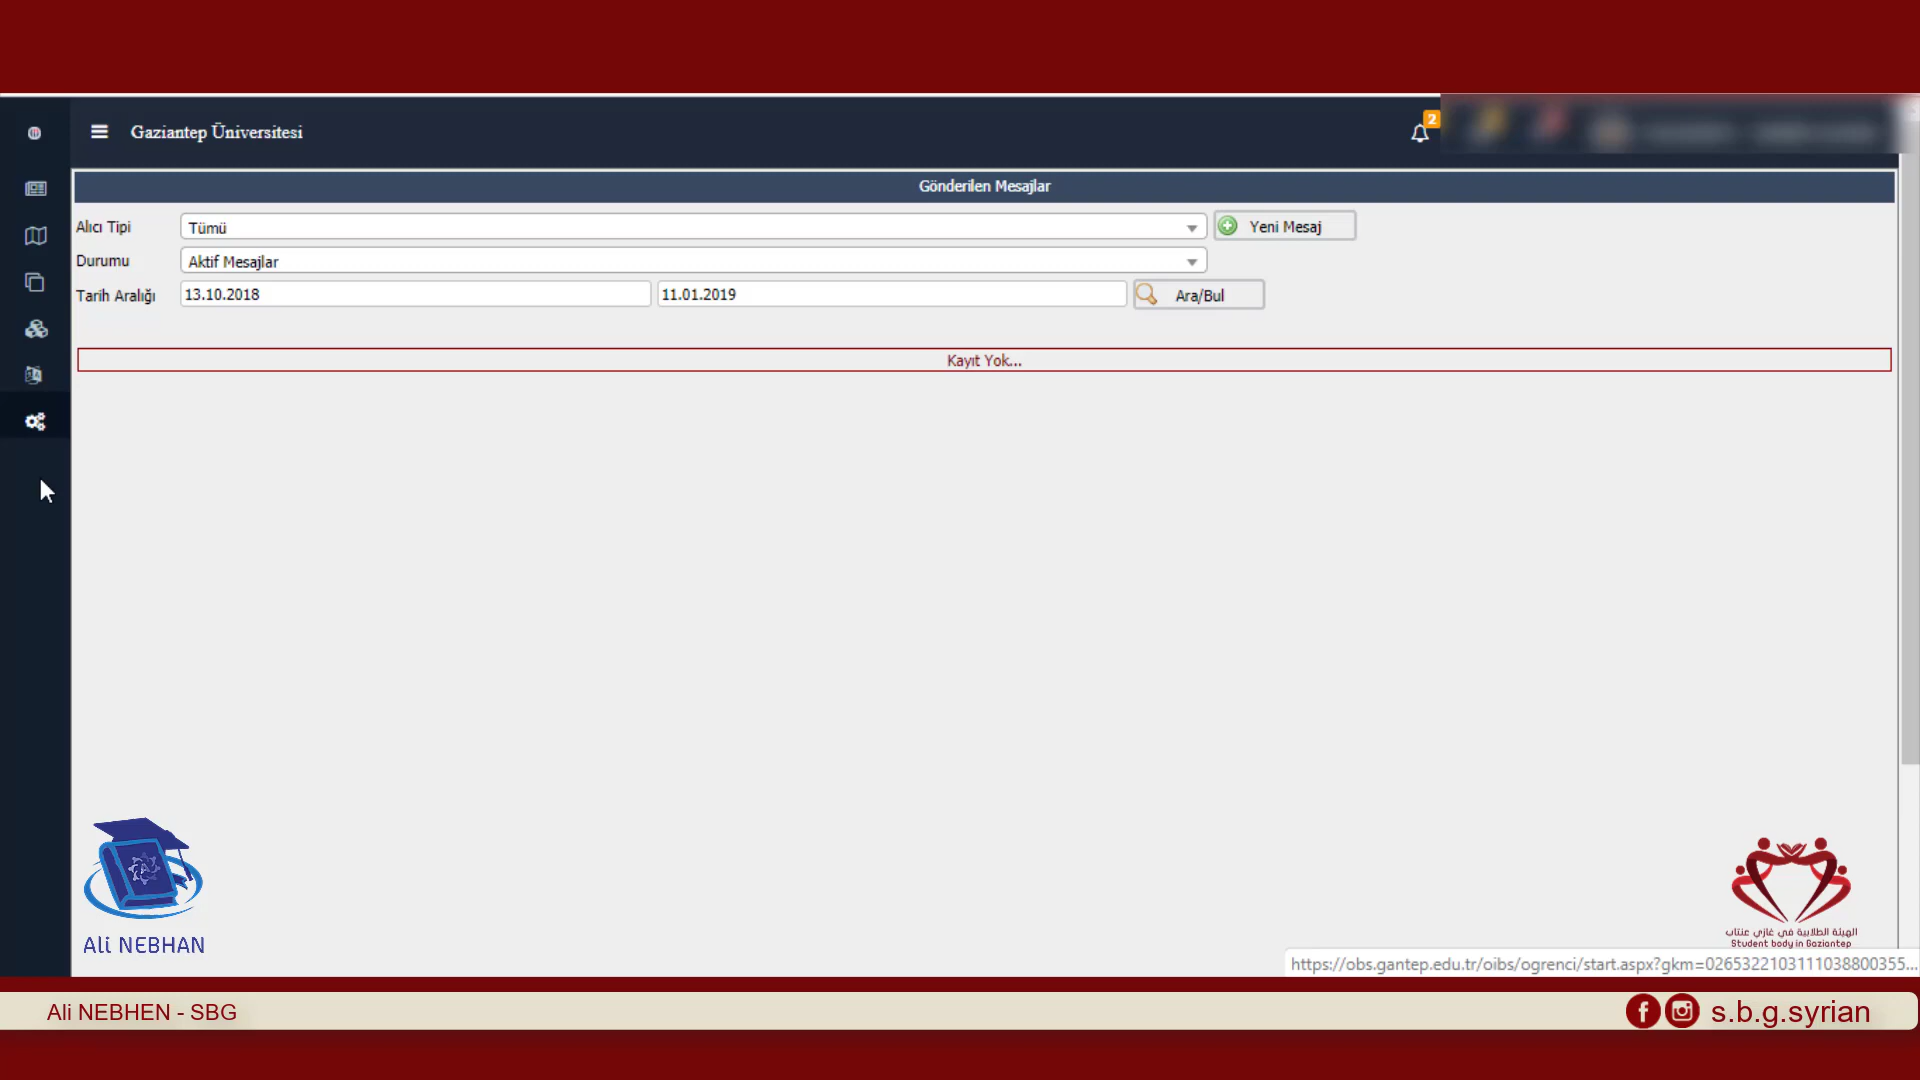 Gaziantep Üniversitesi
2
Gönderilen Mesajlar
Alıcı Tipi
Tümü
Yeni Mesaj
Durumu
Aktif Mesajlar
Tarih Aralığı
13.10.2018
11.01.2019
Ara/Bul
Kayıt Yok...
Ali NEBHAN
الهيئة الطلابية في غازي عنتاب
Student body in Gaziantep
https://obs.gantep.edu.tr/oibs/ogrenci/start.aspx?gkm=0265322103111038800355...
Ali NEBHEN - SBG
s.b.g.syrian